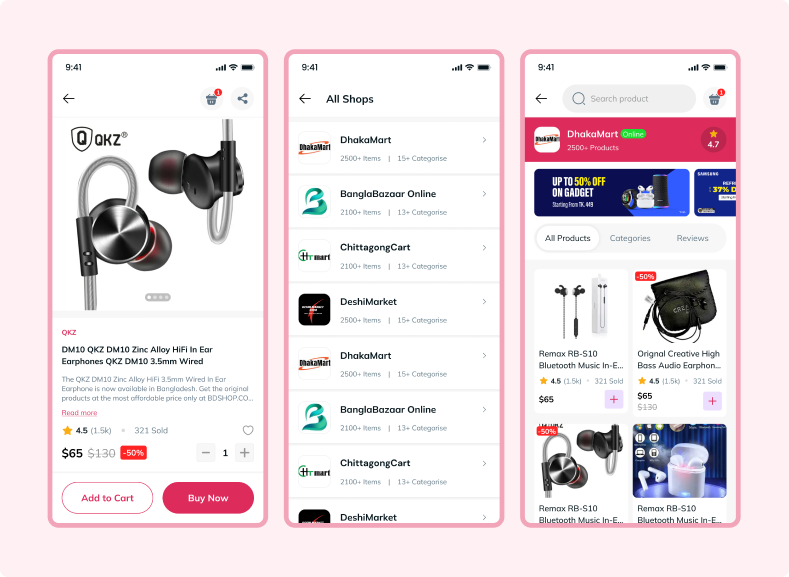 9:41
1
QKZ®
QKZ
DM10 QKZ DM10 Zinc Alloy HiFi In Ear
Earphones QKZ DM10 3.5mm Wired
The QKZ DM10 Zinc Alloy HiFi 3.5mm Wired In Ear
Earphone is now available in Bangladesh. Get the original
products at the most affordable price only at BDSHOP.CO...
Read more
4.5 (1.5k) 321 Sold
$65 $130 -50% − 1 +
Add to Cart Buy Now
9:41
All Shops
DhakaMart
DhakaMart
2500+ Items | 15+ Categorise
BanglaBazaar Online
2100+ Items | 13+ Categorise
mart
ChittagongCart
2100+ Items | 13+ Categorise
DeshiMarket
2500+ Items | 15+ Categorise
DhakaMart
DhakaMart
2500+ Items | 15+ Categorise
BanglaBazaar Online
2100+ Items | 13+ Categorise
mart
ChittagongCart
2100+ Items | 13+ Categorise
DeshiMarket
9:41
Search product
1
DhakaMart
DhakaMart Online
2500+ Products
4.7
UP TO 50% OFF
ON GADGET
Starting From TK. 449
SAMSUNG
REFR
37% D
All Products Categories Reviews
Remax RB-S10
Bluetooth Music In-E...
4.5 (1.5k) 321 Sold
$65 +
-50%
Orignal Creative High
Bass Audio Earphon...
4.5 (1.5k) 321 Sold
$65
$130 +
-50%
Remax RB-S10
Bluetooth Music In-E...
Remax RB-S10
Bluetooth Music In-E...